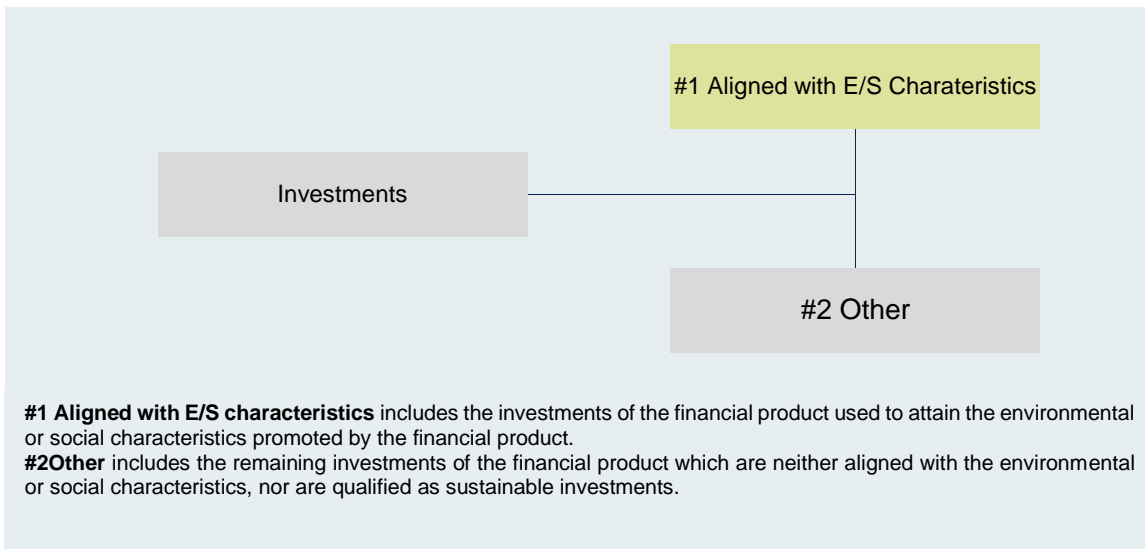 #1 Aligned with E/S Charateristics
Investments
#2 Other
#1 Aligned with E/S characteristics includes the investments of the financial product used to attain the environmental
or social characteristics promoted by the financial product.
#2Other includes the remaining investments of the financial product which are neither aligned with the environmental
or social characteristics, nor are qualified as sustainable investments.